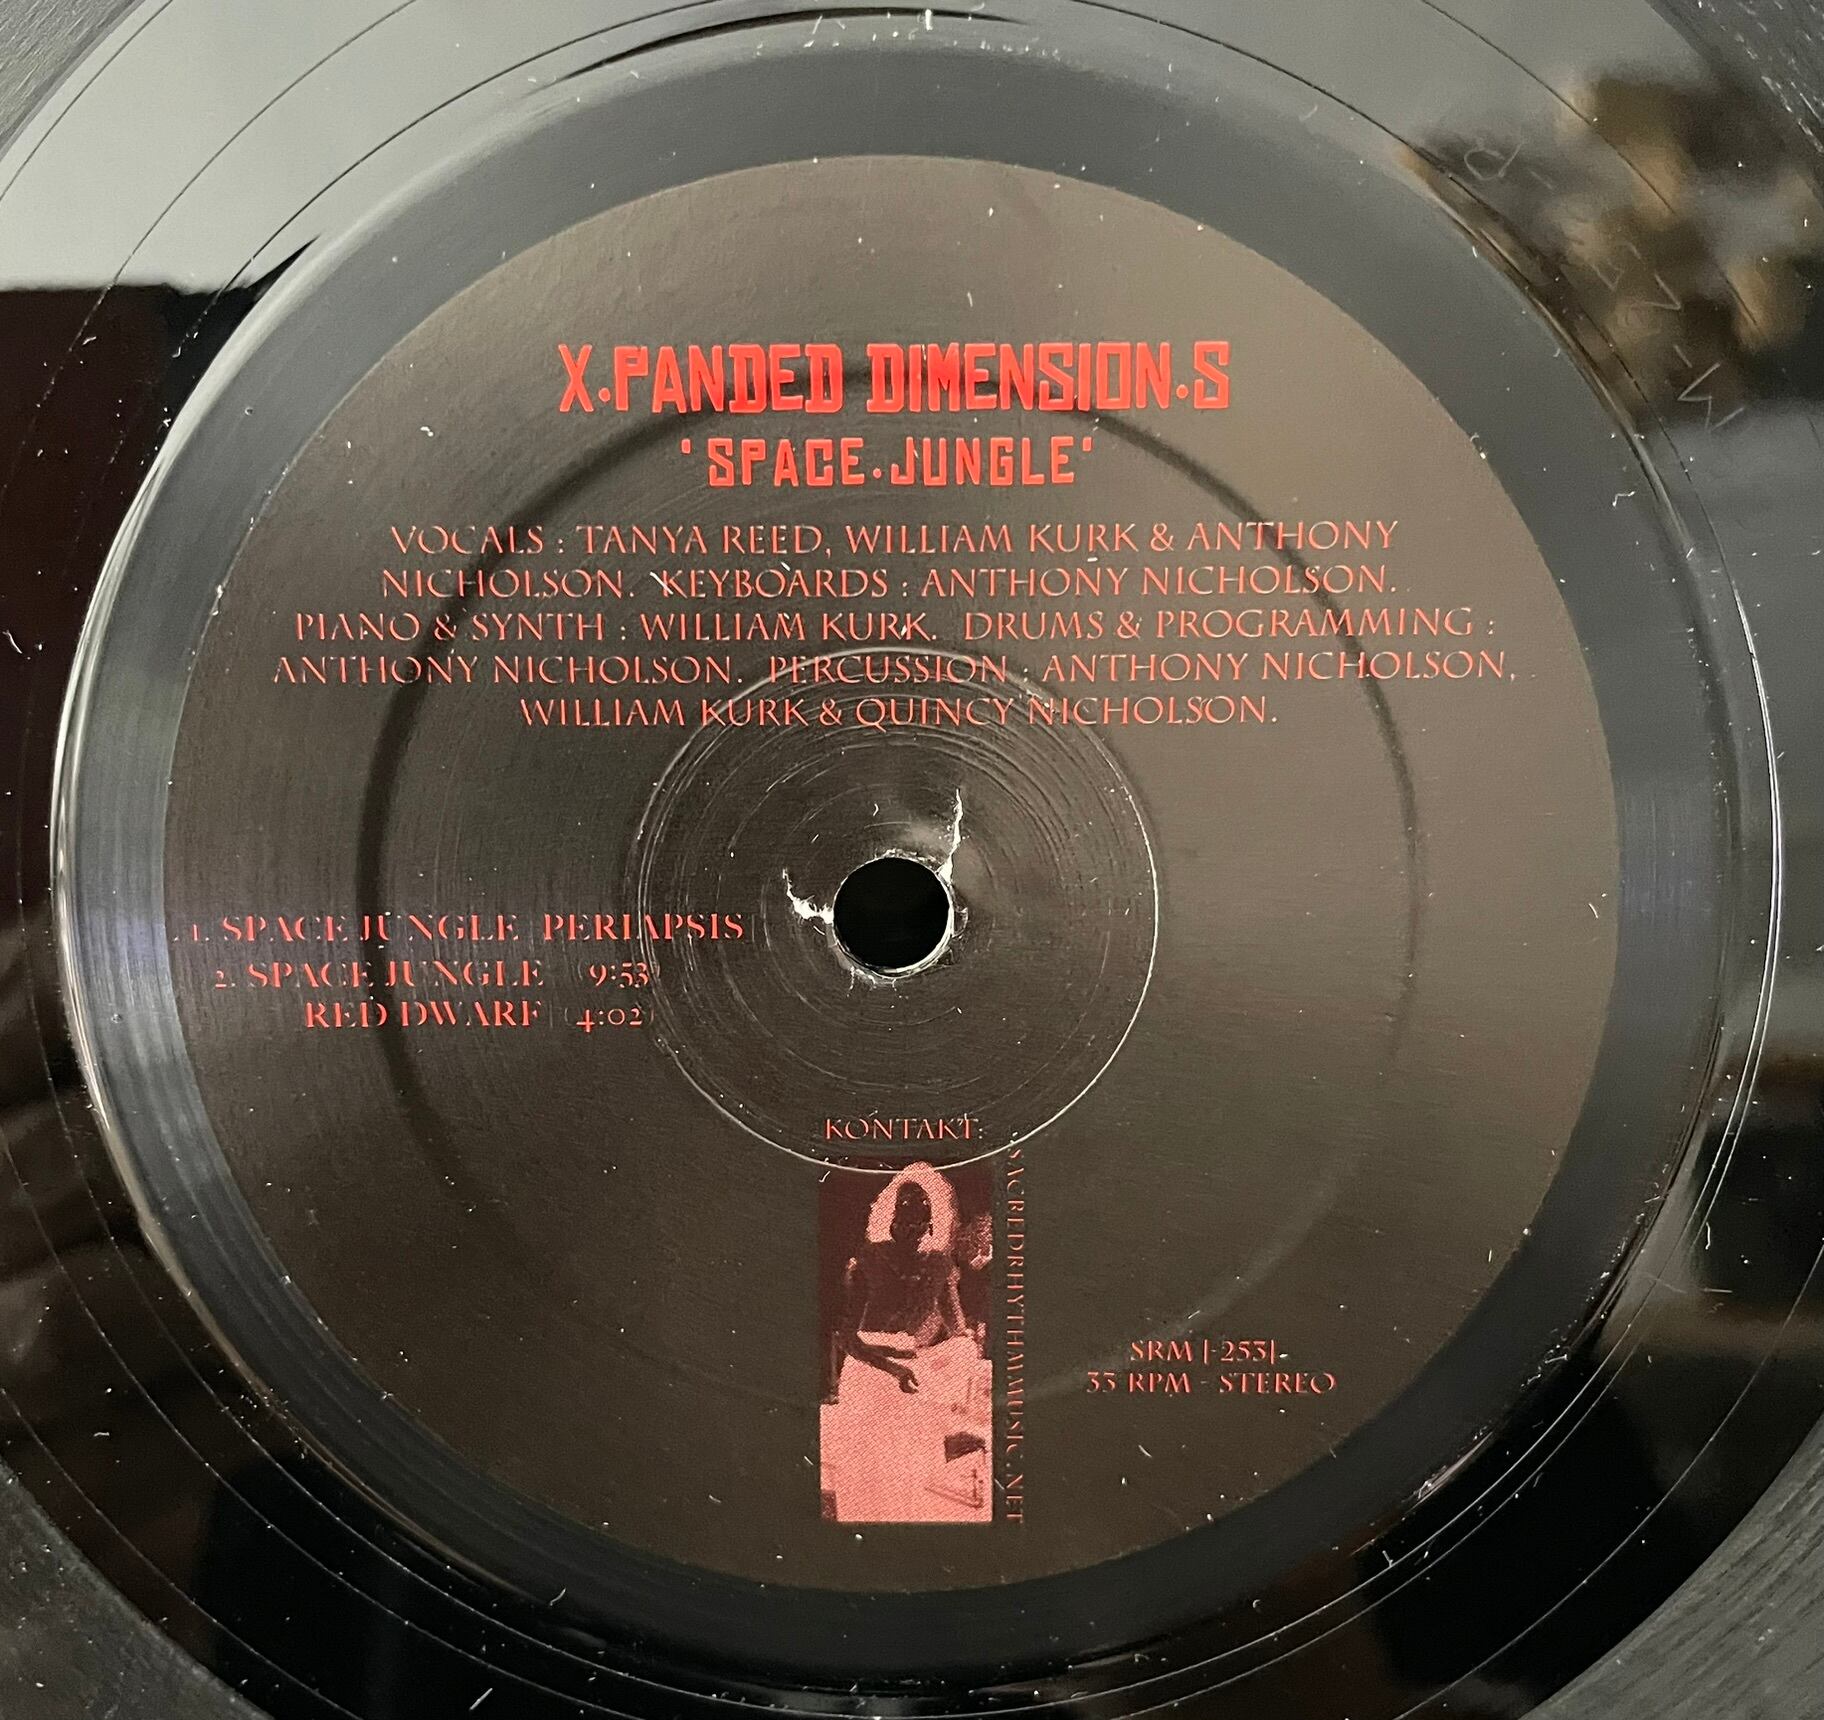 X.PANDED DIMENSION.S
'SPACE.JUNGLE'
VOCALS : TANYA REED, WILLIAM KURK & ANTHONY
NICHOLSON. KEYBOARDS : ANTHONY NICHOLSON.
PIANO & SYNTH : WILLIAM KURK. DRUMS & PROGRAMMING :
ANTHONY NICHOLSON. PERCUSSION : ANTHONY NICHOLSON,
WILLIAM KURK & QUINCY NICHOLSON.
1. SPACE JUNGLE PERIAPSIS
2. SPACE JUNGLE (9:53)
RED DWARF (4:02)
KONTAKT:
SACREDRHYTHMMUSIC.NET
SRM |-253|-
33 RPM - STEREO